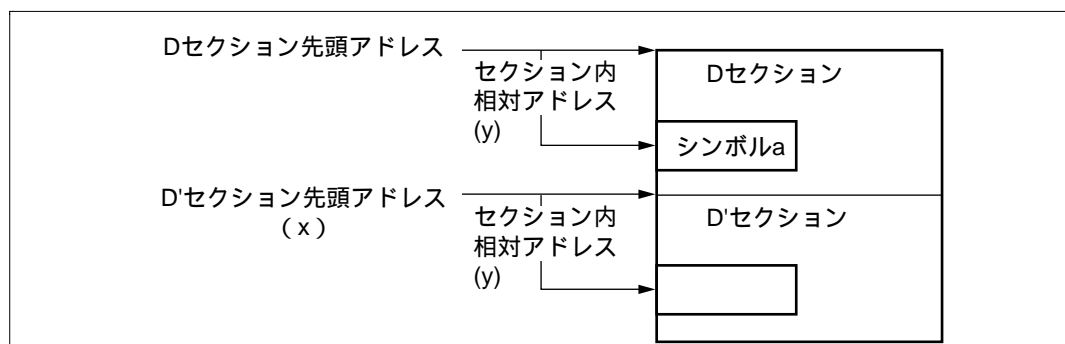 Dセクション先頭アドレス
セクション内
相対アドレス
(y)
Dセクション
シンボルa
D'セクション先頭アドレス
（x）
セクション内
相対アドレス
(y)
D'セクション